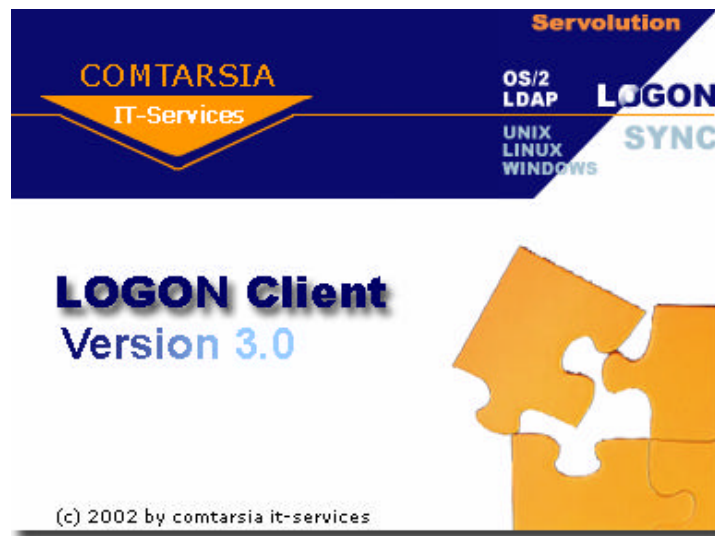 COMTARSIA
IT-Services
Servolution
OS/2
LDAP
LOGON
UNIX
LINUX
WINDOWS
SYNC
LOGON Client
Version 3.0
(c) 2002 by comtarsia it-services